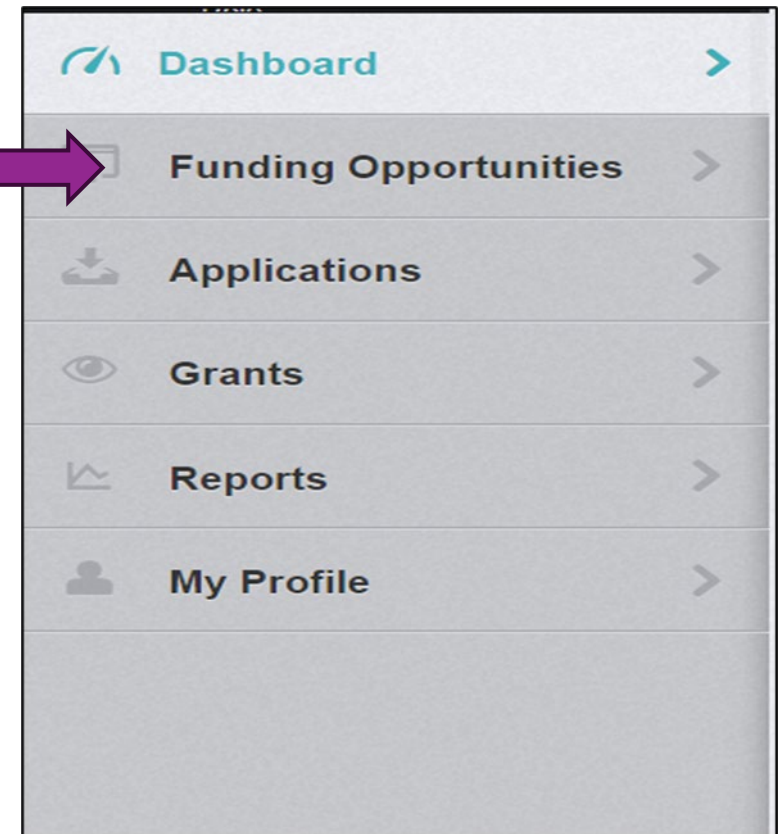 Dashboard
Funding Opportunities
Applications
Grants
Reports
My Profile